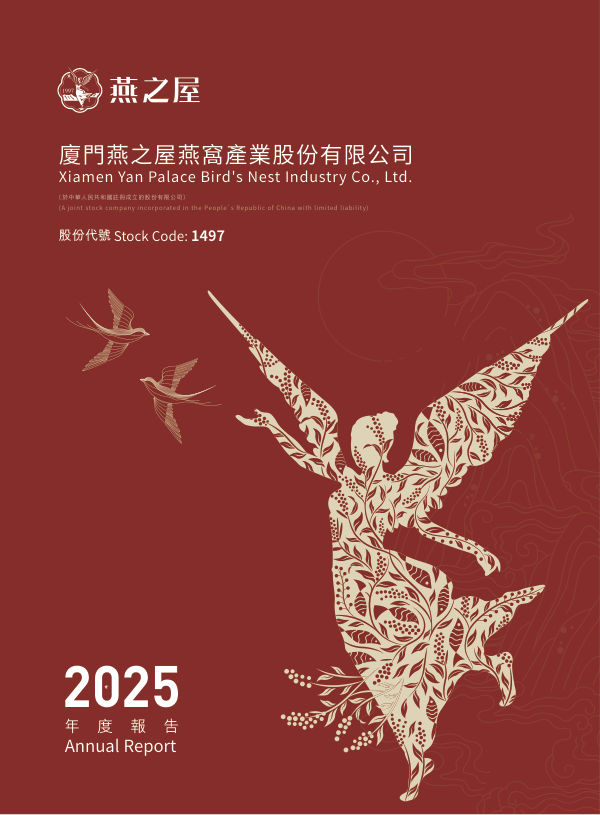 1997
燕之屋
廈門燕之屋燕窩產業股份有限公司
Xiamen Yan Palace Bird's Nest Industry Co., Ltd.
(於中華人民共和國註冊成立的股份有限公司)
(A joint stock company incorporated in the People's Republic of China with limited liability)
股份代號 Stock Code: 1497
2025
年度報告
Annual Report